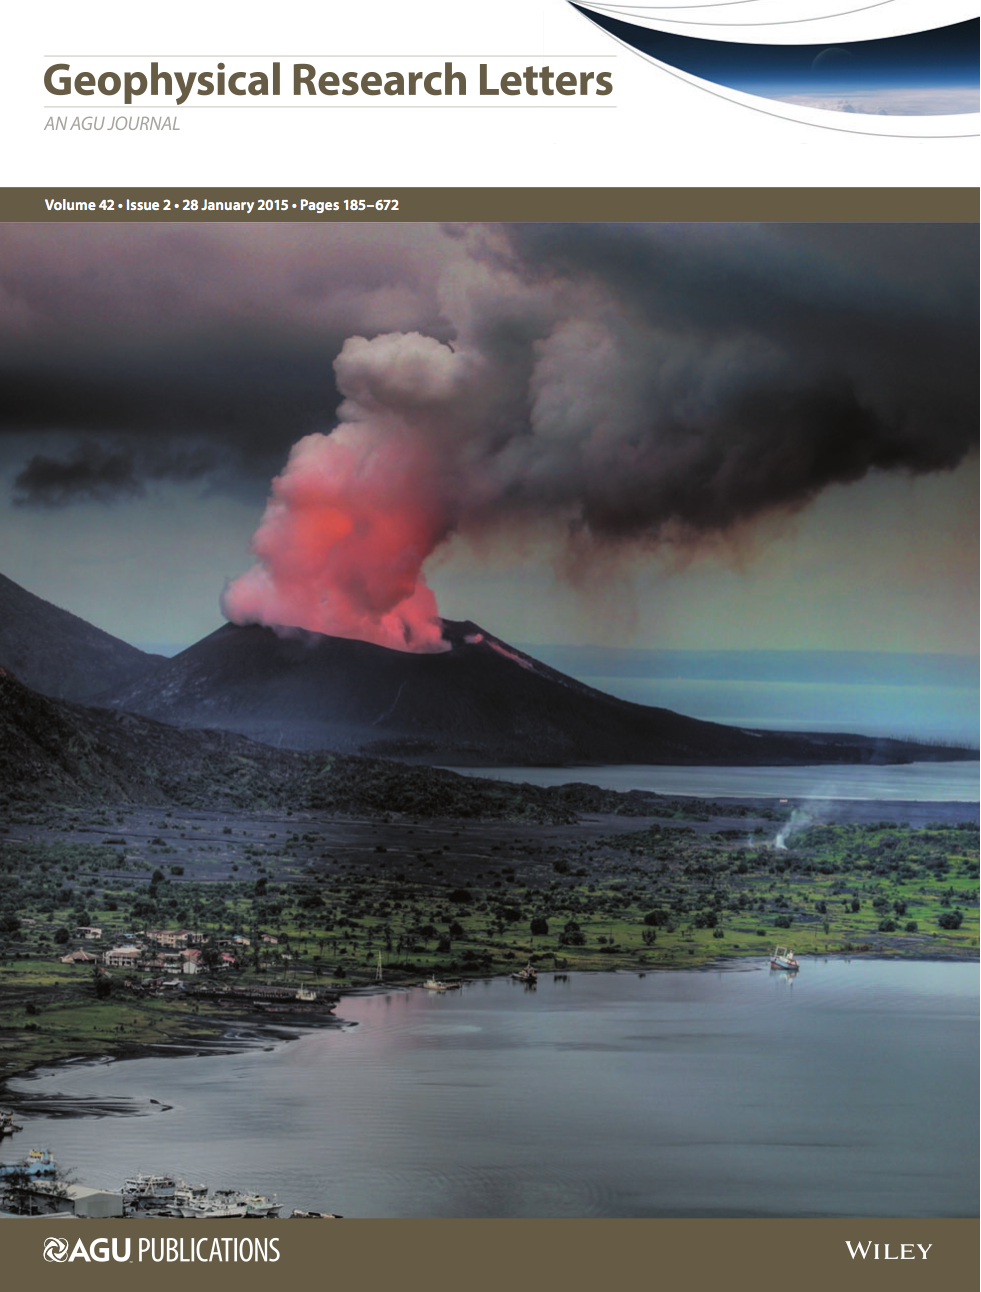 Geophysical Research Letters
AN AGU JOURNAL
Volume 42 • Issue 2 • 28 January 2015 • Pages 185–672
AGU PUBLICATIONS
WILEY